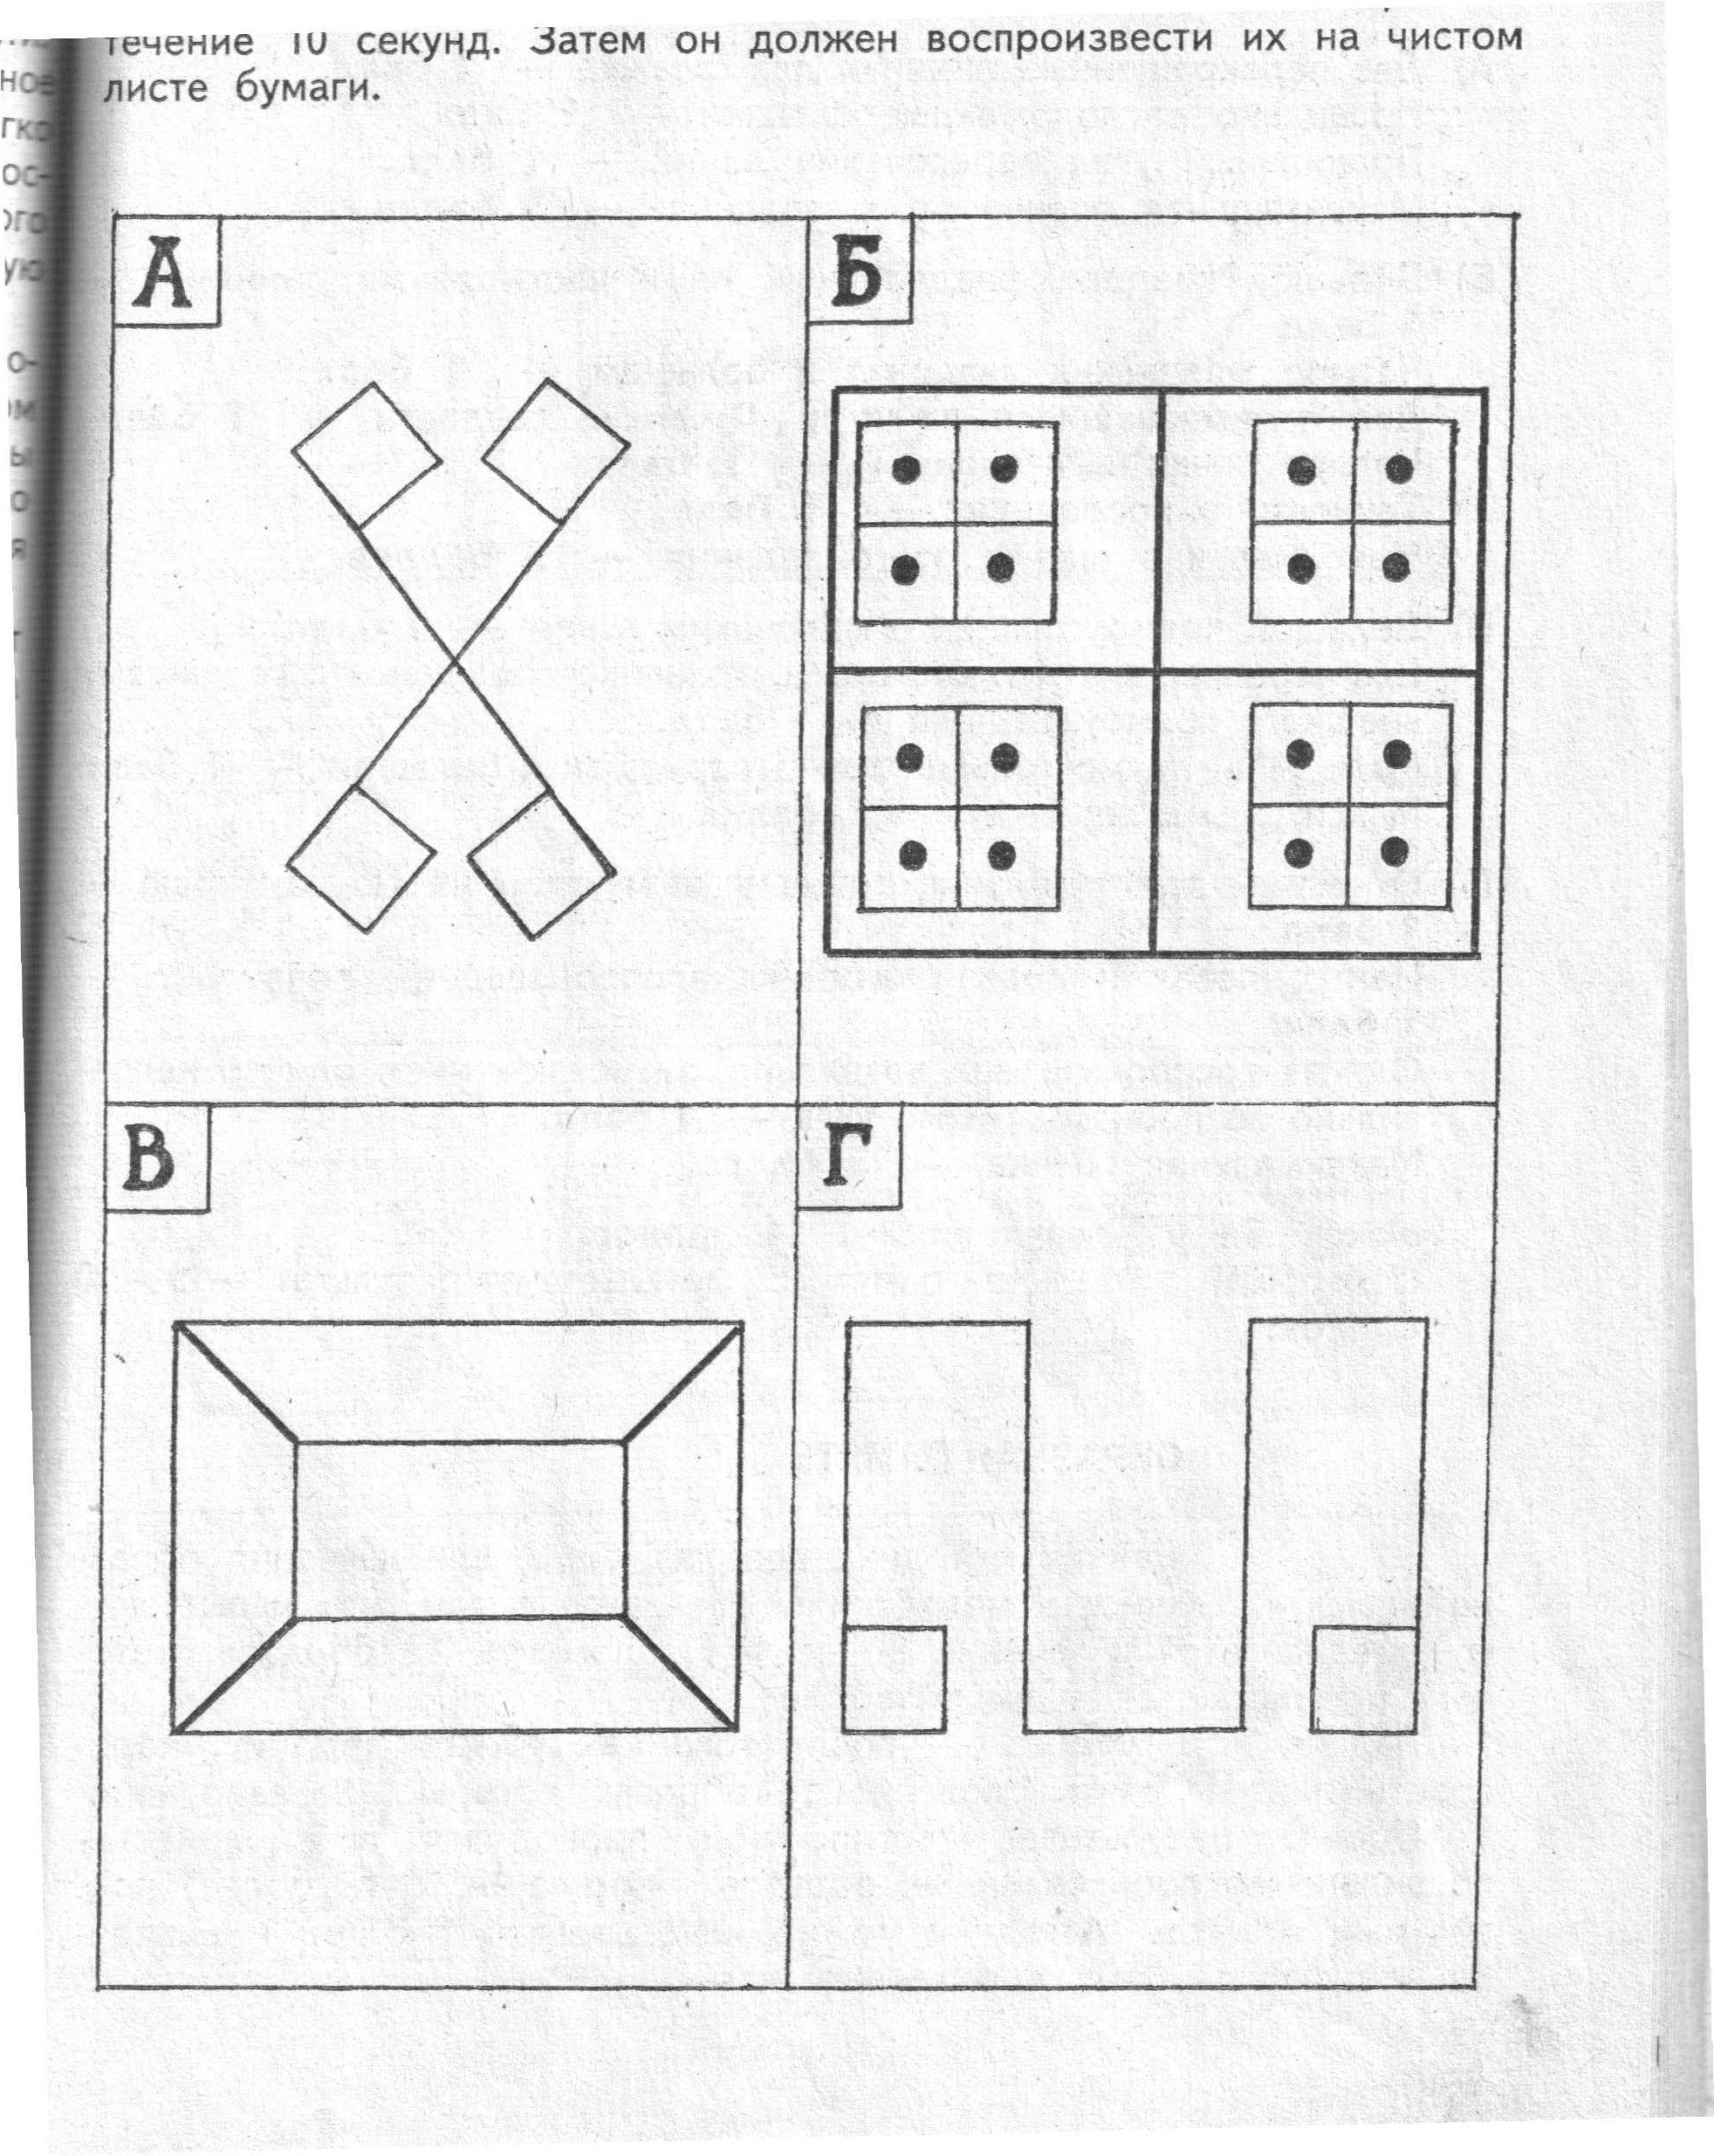 течение 10 секунд. Затем он должен воспроизвести их на чистом
листе бумаги.
А
Б
В
Г